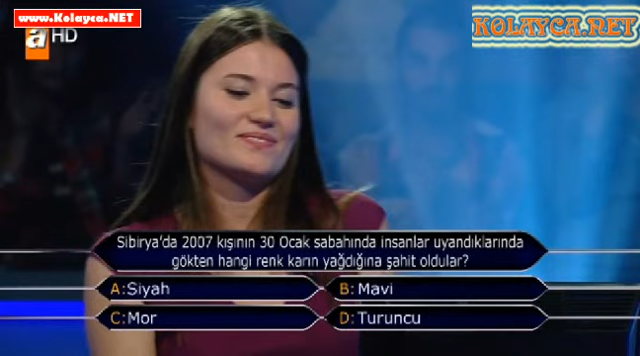 www.Kolayca.NET
KOLAYCA.NET
a HD
Sibirya'da 2007 kışının 30 Ocak sabahında insanlar uyandıklarında
gökten hangi renk karın yağdığına şahit oldular?
A:Siyah
B:Mavi
C:Mor
D:Turuncu